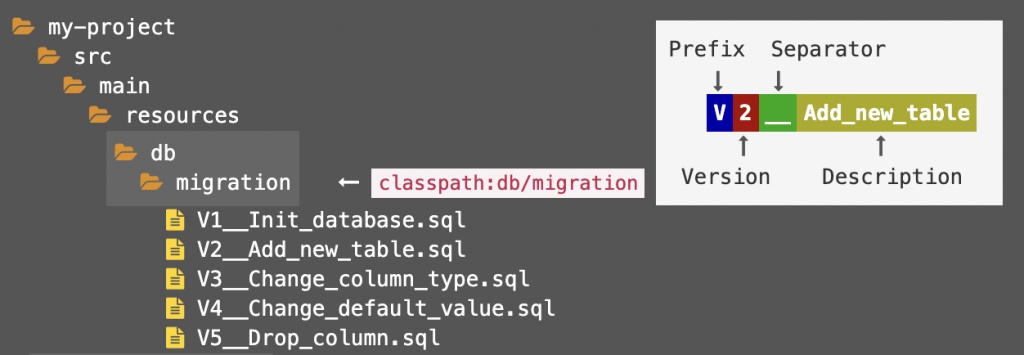 my-project
src
main
resources
db
migration
classpath:db/migration
V1__Init_database.sql
V2__Add_new_table.sql
V3__Change_column_type.sql
V4__Change_default_value.sql
V5__Drop_column.sql
Prefix Separator
V 2 __ Add_new_table
Version Description